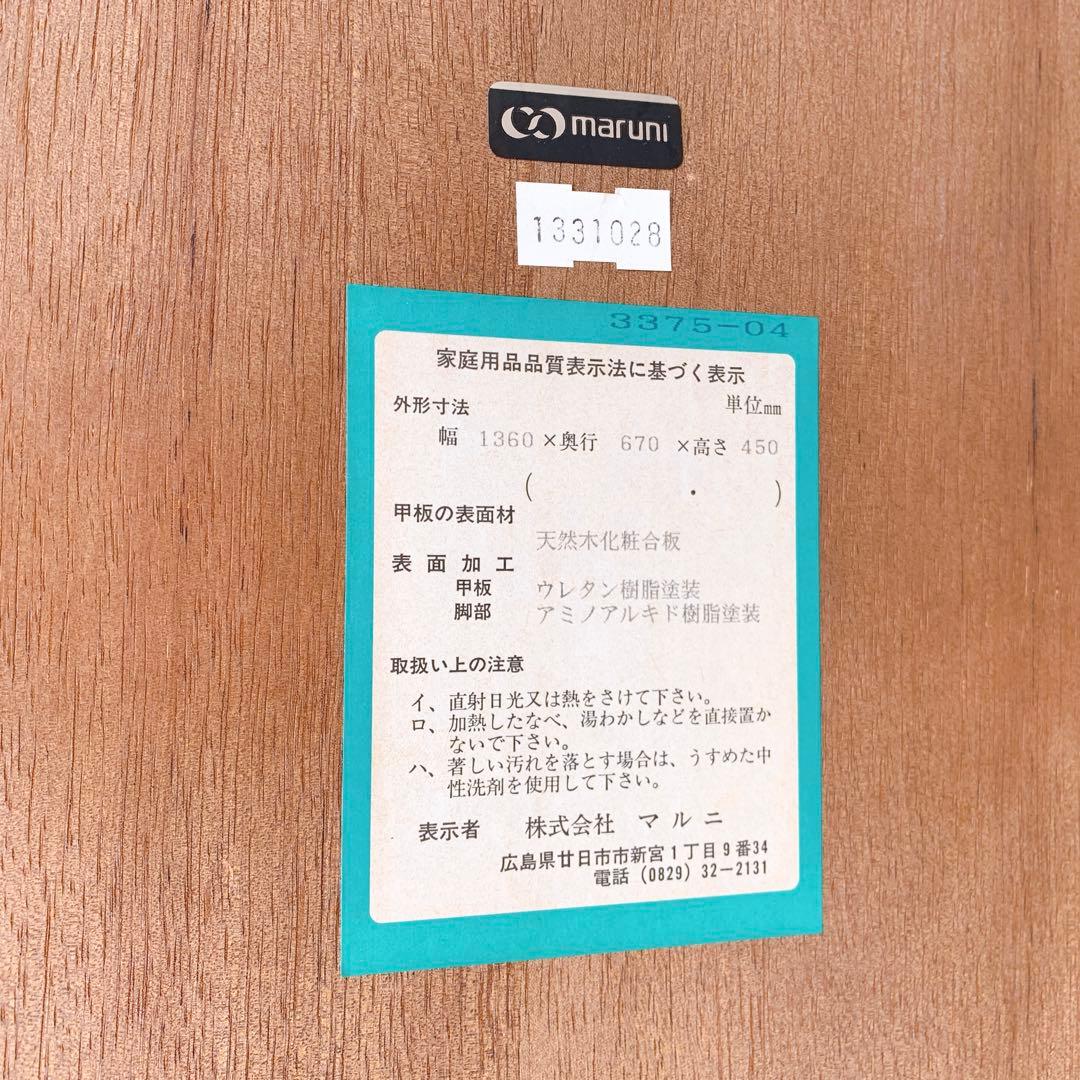 maruni
1331028
3375-04
家庭用品品質表示法に基づく表示
外形寸法 単位mm
幅 1360 ×奥行 670 ×高さ 450
( ・ )
甲板の表面材
天然木化粧合板
表面加工
甲板 ウレタン樹脂塗装
脚部 アミノアルキド樹脂塗装
取扱い上の注意
イ、直射日光又は熱をさけて下さい。
ロ、加熱したなべ、湯わかしなどを直接置か
ないで下さい。
ハ、著しい汚れを落とす場合は、うすめた中
性洗剤を使用して下さい。
表示者 株式会社 マルニ
広島県廿日市市新宮1丁目9番34
電話 (0829) 32-2131